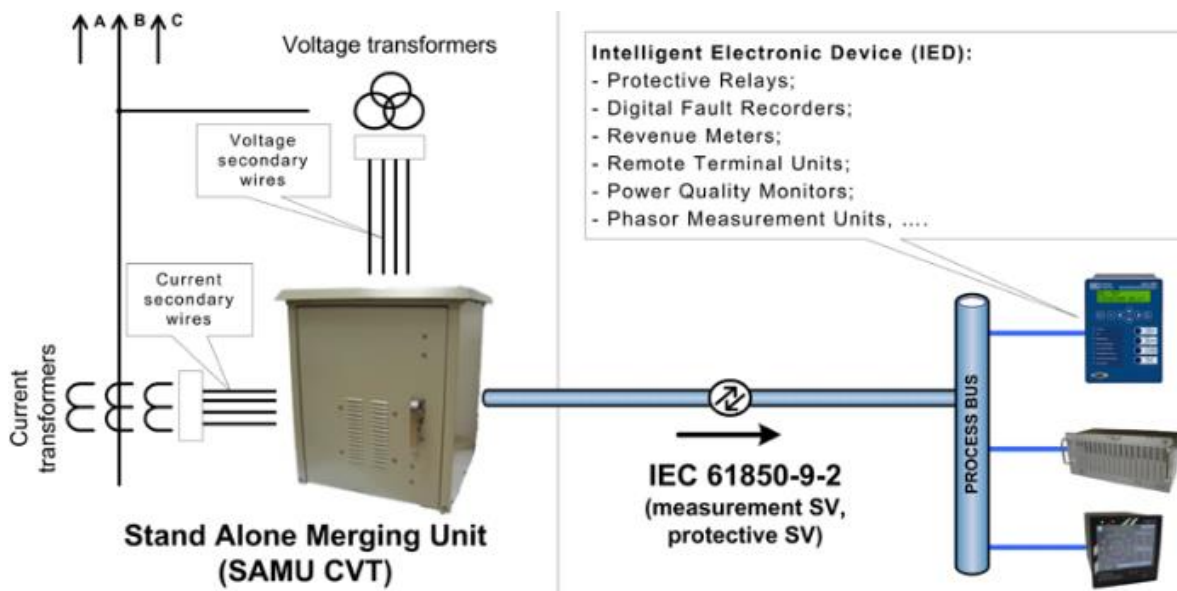 A B C
Voltage transformers
Voltage
secondary
wires
Current
secondary
wires
Current
transformers
Stand Alone Merging Unit
(SAMU CVT)
Intelligent Electronic Device (IED):
- Protective Relays;
- Digital Fault Recorders;
- Revenue Meters;
- Remote Terminal Units;
- Power Quality Monitors;
- Phasor Measurement Units, ....
IEC 61850-9-2
(measurement SV,
protective SV)
PROCESS BUS